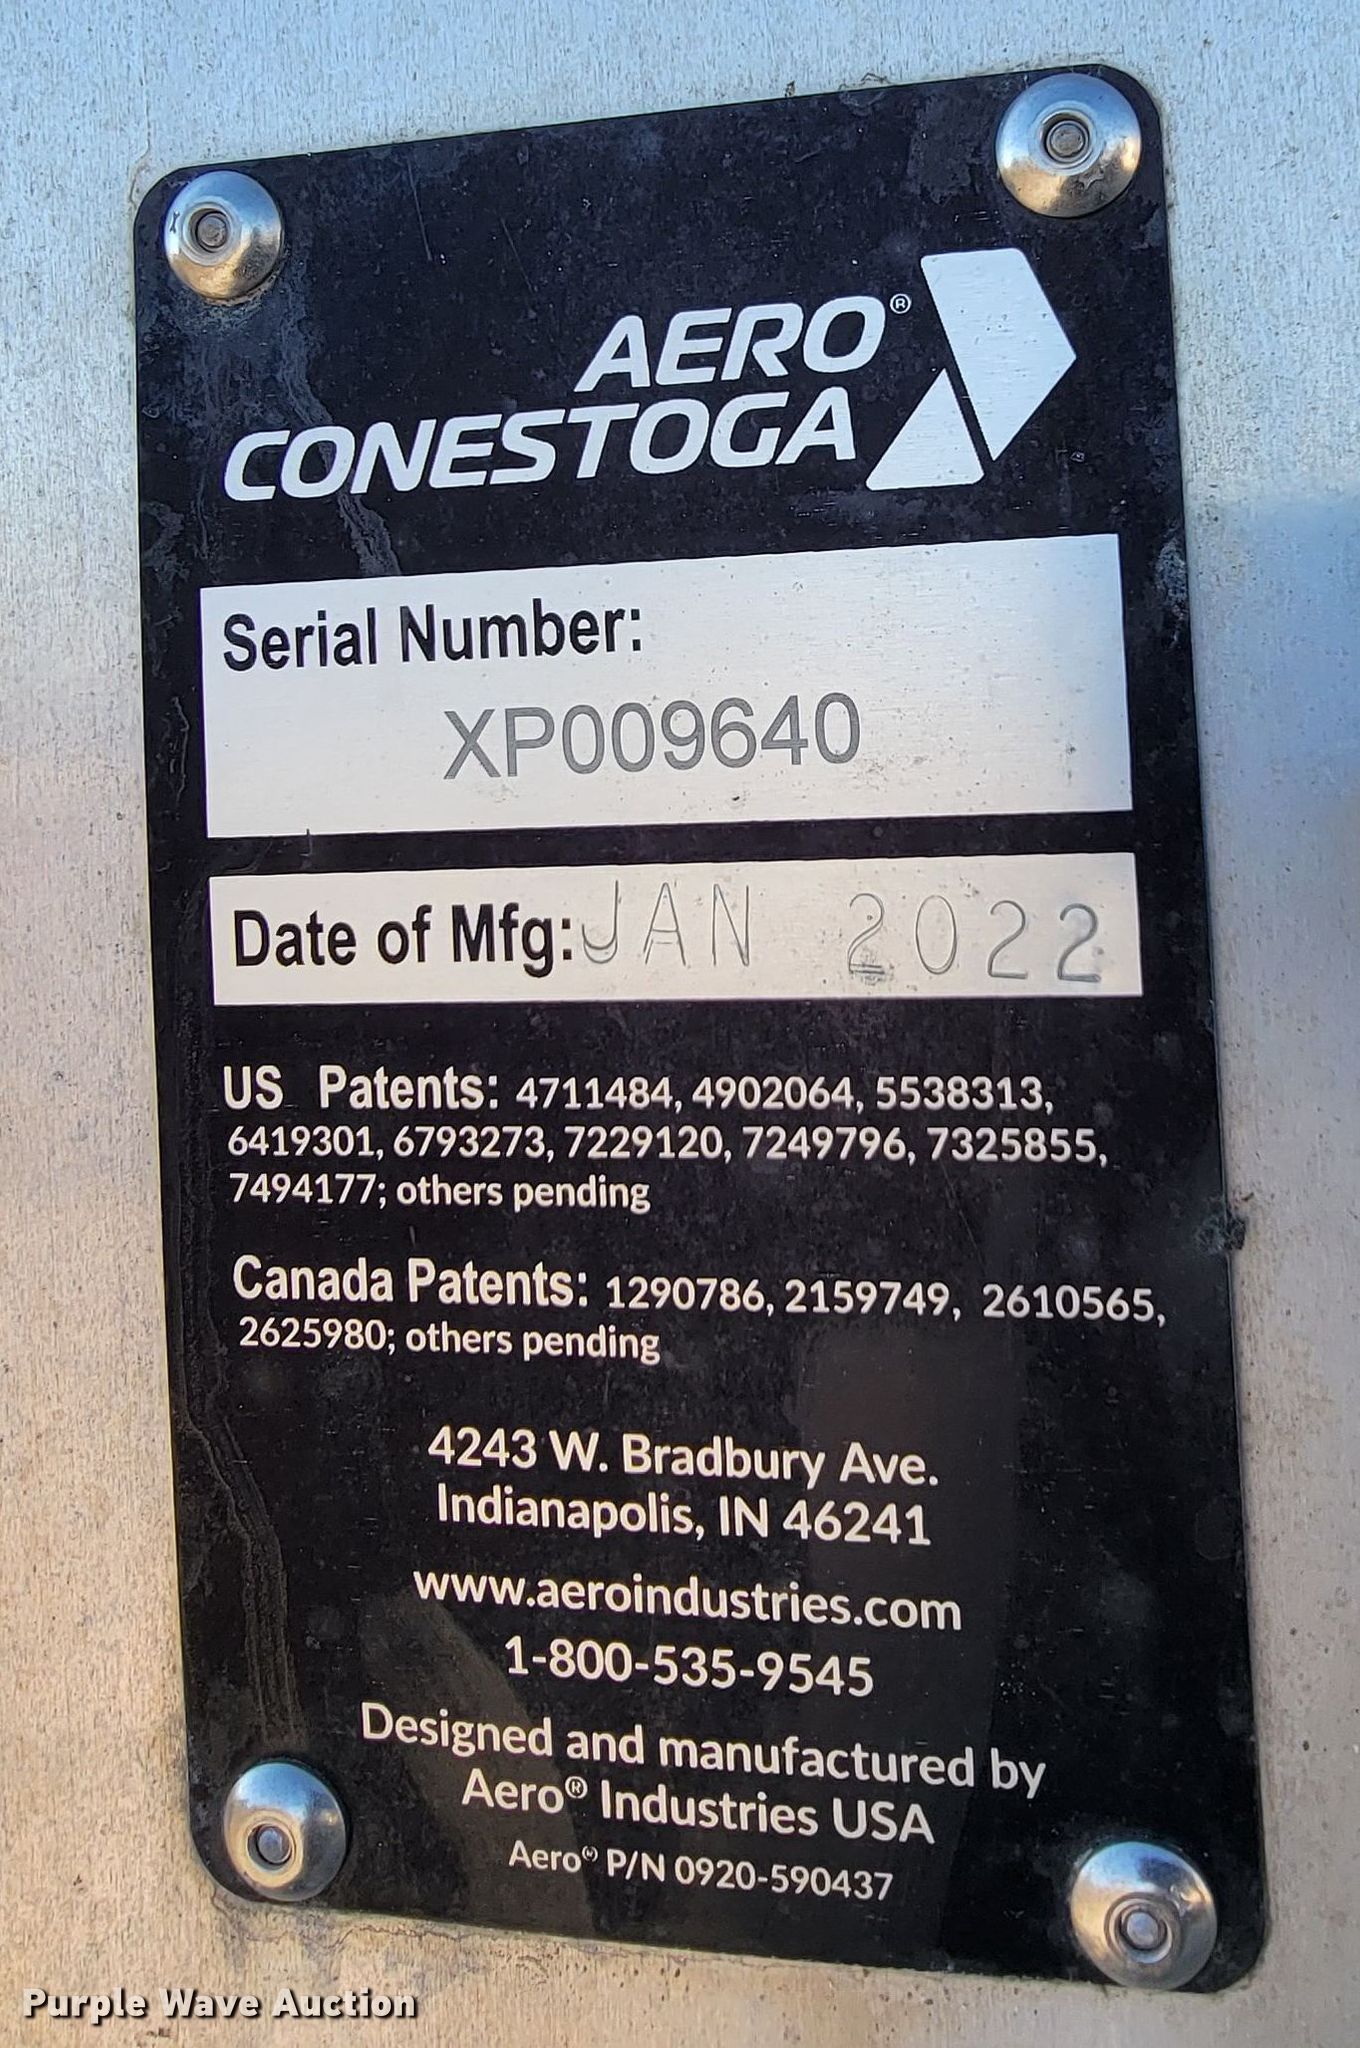 AERO®
CONESTOGA
Serial Number:
XP009640
Date of Mfg: JAN 2022
US Patents: 4711484, 4902064, 5538313,
6419301, 6793273, 7229120, 7249796, 7325855,
7494177; others pending
Canada Patents: 1290786, 2159749, 2610565,
2625980; others pending
4243 W. Bradbury Ave.
Indianapolis, IN 46241
www.aeroindustries.com
1-800-535-9545
Designed and manufactured by
Aero® Industries USA
Aero® P/N 0920-590437
Purple Wave Auction